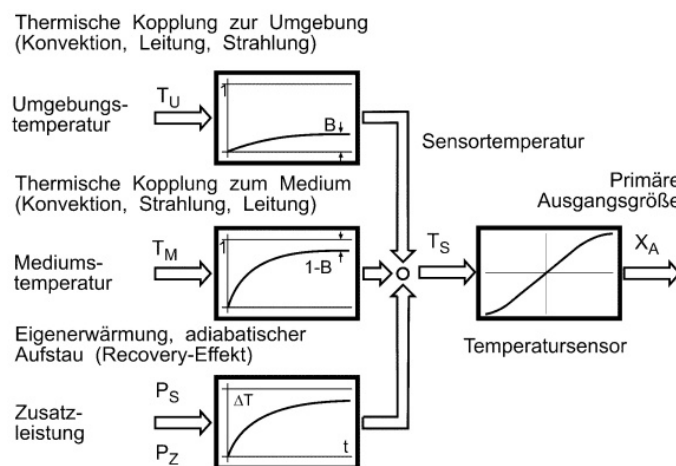 Thermische Kopplung zur Umgebung
(Konvektion, Leitung, Strahlung)
Umgebungs-
temperatur
T_U
1
B
Sensortemperatur
Thermische Kopplung zum Medium
(Konvektion, Strahlung, Leitung)
Primäre
Ausgangsgröße
Mediums-
temperatur
T_M
1
1-B
T_S
X_A
Eigenerwärmung, adiabatischer
Aufstau (Recovery-Effekt)
Temperatursensor
Zusatz-
leistung
P_S
P_Z
ΔT
t